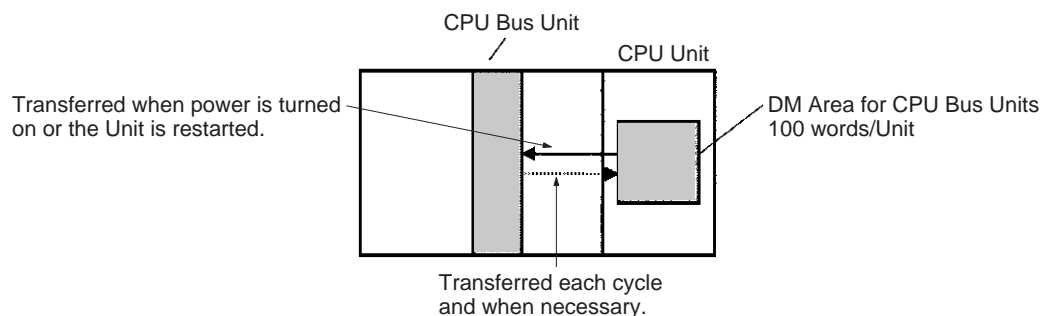 CPU Bus Unit
CPU Unit
Transferred when power is turned
on or the Unit is restarted.
DM Area for CPU Bus Units
100 words/Unit
Transferred each cycle
and when necessary.